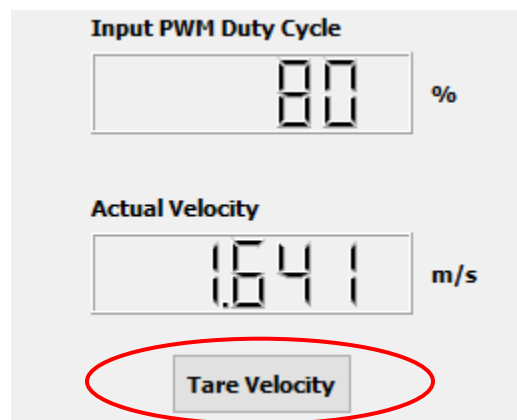 Input PWM Duty Cycle
80 %
Actual Velocity
1.641 m/s
Tare Velocity